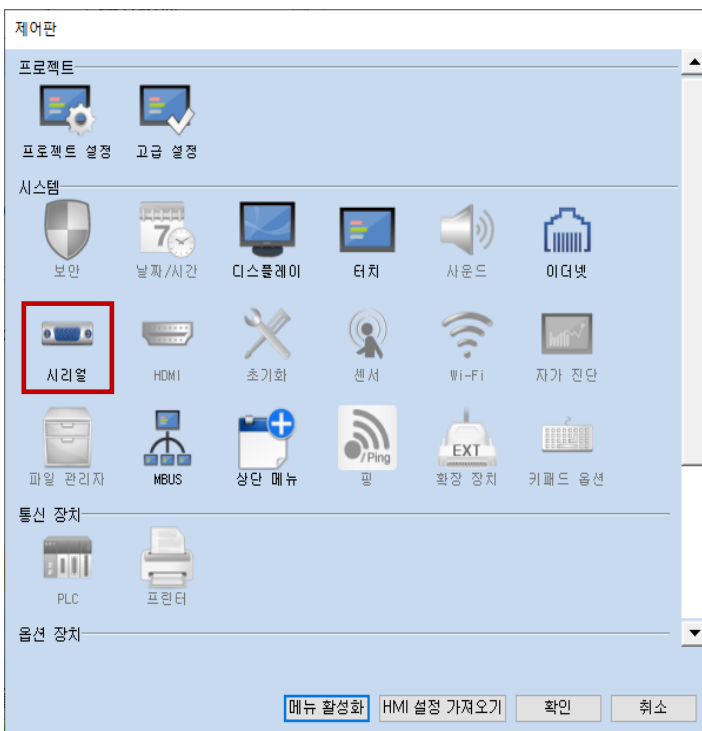 제어판
프로젝트
프로젝트 설정 고급 설정
시스템
7
보안 날짜/시간 디스플레이 터치 사운드 이더넷
시리얼 HDMI 초기화 센서 Wi-Fi 자가 진단
/Ping EXT
파일 관리자 MBUS 상단 메뉴 핑 확장 장치 키패드 옵션
통신 장치
PLC 프린터
옵션 장치
메뉴 활성화 HMI 설정 가져오기 확인 취소